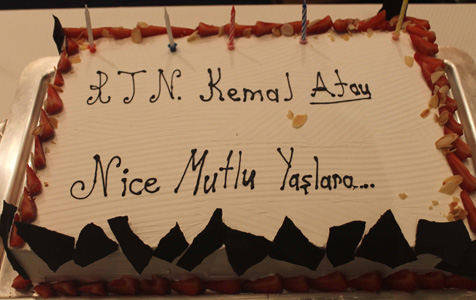 RTN. Kemal Atay
Nice Mutlu Yaşlara...